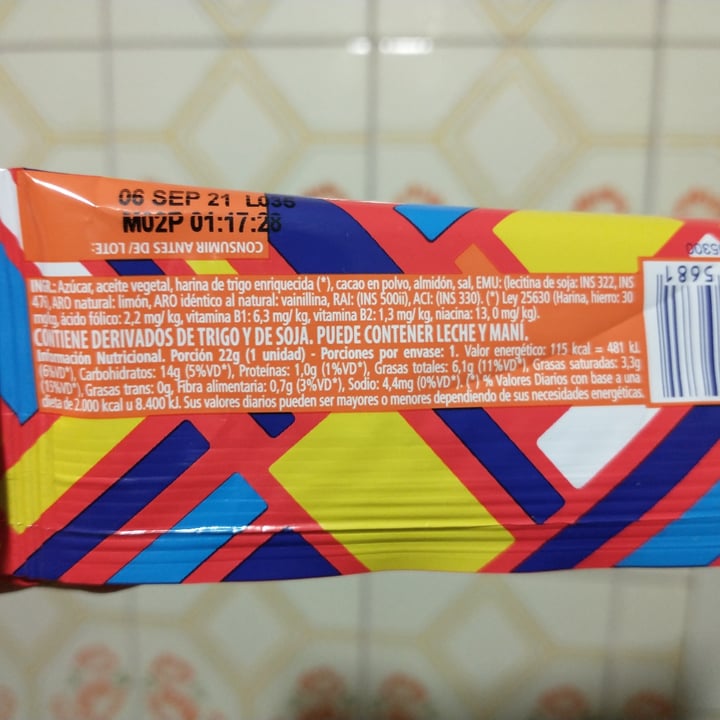 06 SEP 21 L035
M02P 01:17:28
CONSUMIR ANTES DE/ LOTE:
INGR.: Azúcar, aceite vegetal, harina de trigo enriquecida (*), cacao en polvo, almidón, sal, EMU: (lecitina de soja: INS 322, INS
476), ARO natural: limón, ARO idéntico al natural: vainillina, RAI: (INS 500ii), ACI: (INS 330). (*) Ley 25630 (Harina, hierro: 30
mg/kg, ácido fólico: 2,2 mg/ kg, vitamina B1: 6,3 mg/ kg, vitamina B2: 1,3 mg/ kg, niacina: 13, 0 mg/ kg).
CONTIENE DERIVADOS DE TRIGO Y DE SOJA. PUEDE CONTENER LECHE Y MANÍ.
Información Nutricional. Porción 22g (1 unidad) - Porciones por envase: 1. Valor energético: 115 kcal = 481 kJ.
(6%VD*), Carbohidratos: 14g (5%VD*), Proteínas: 1,0g (1%VD*), Grasas totales: 6,1g (11%VD*), Grasas saturadas: 3,3g
(15%VD*), Grasas trans: 0g, Fibra alimentaria: 0,7g (3%VD*), Sodio: 4,4mg (0%VD*). (*) % Valores Diarios con base a una
dieta de 2.000 kcal u 8.400 kJ. Sus valores diarios pueden ser mayores o menores dependiendo de sus necesidades energéticas.
5681